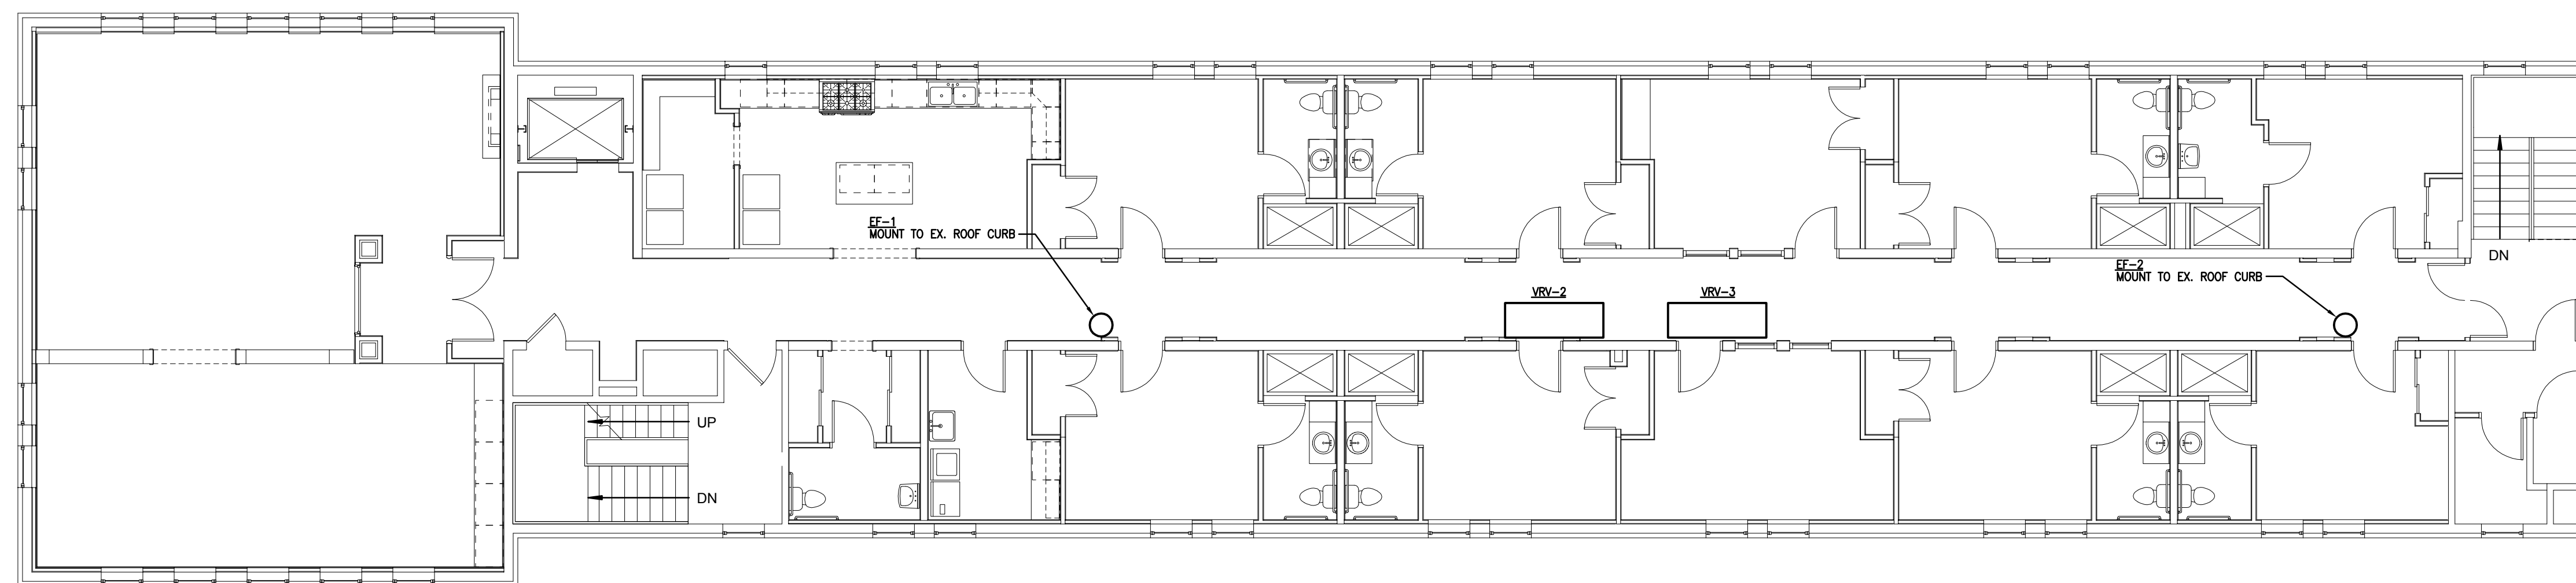 EF-1
MOUNT TO EX. ROOF CURB
VRV-2
VRV-3
EF-2
MOUNT TO EX. ROOF CURB
DN
UP
DN